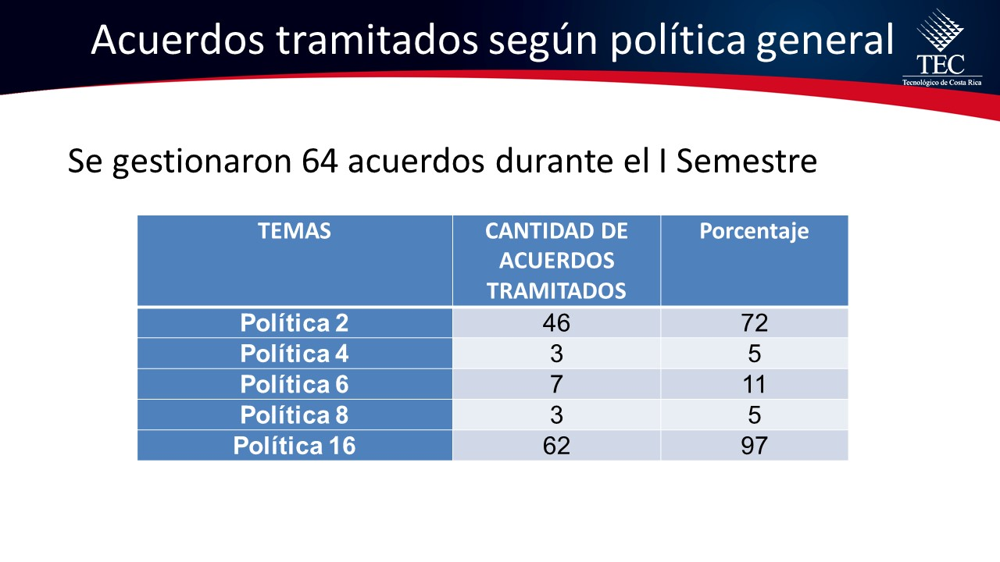 Acuerdos tramitados según política general
TEC
Tecnológico de Costa Rica
Se gestionaron 64 acuerdos durante el I Semestre
TEMAS
CANTIDAD DE
ACUERDOS
TRAMITADOS
Porcentaje
Política 2 46 72
Política 4 3 5
Política 6 7 11
Política 8 3 5
Política 16 62 97